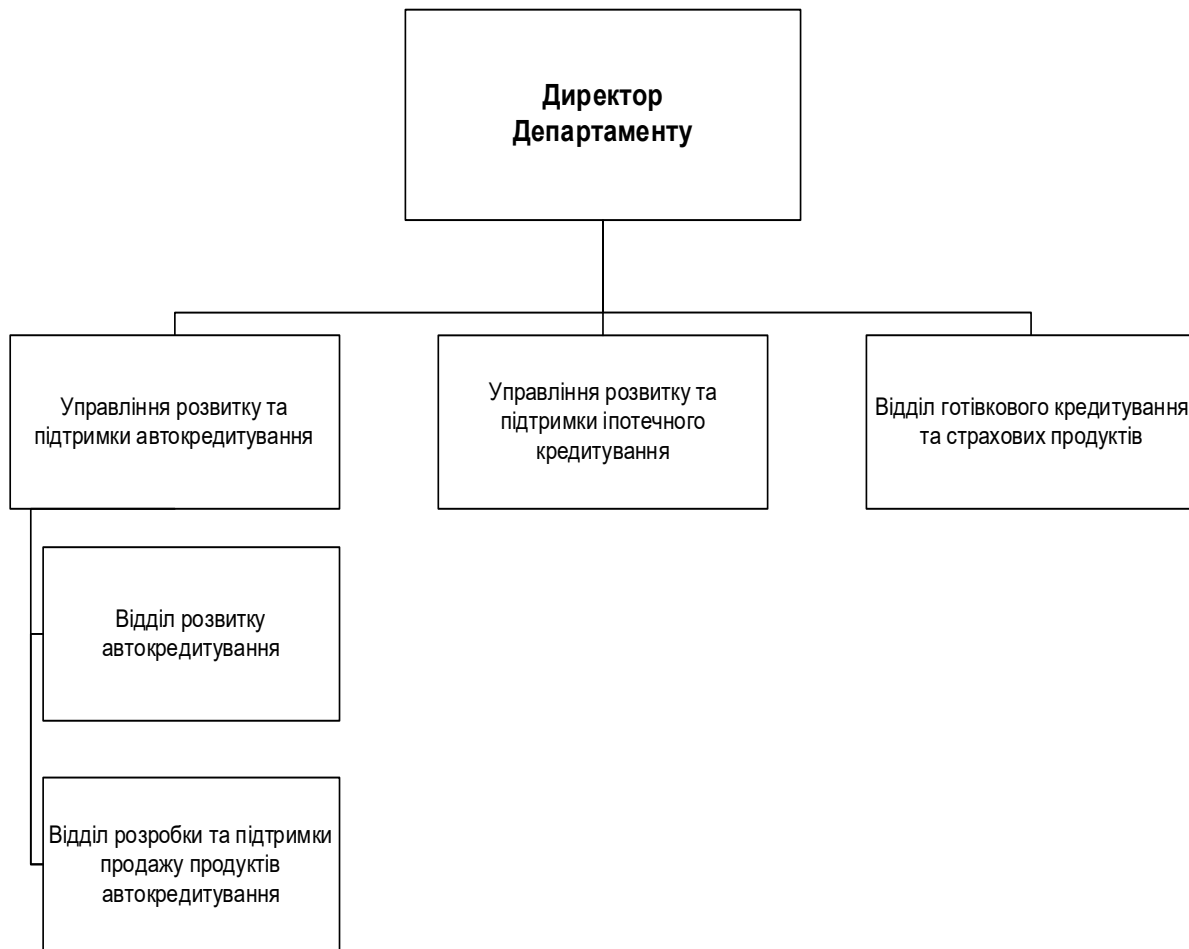 Директор
Департаменту
Управління розвитку та
підтримки автокредитування
Управління розвитку та
підтримки іпотечного
кредитування
Відділ готівкового кредитування
та страхових продуктів
Відділ розвитку
автокредитування
Відділ розробки та підтримки
продажу продуктів
автокредитування